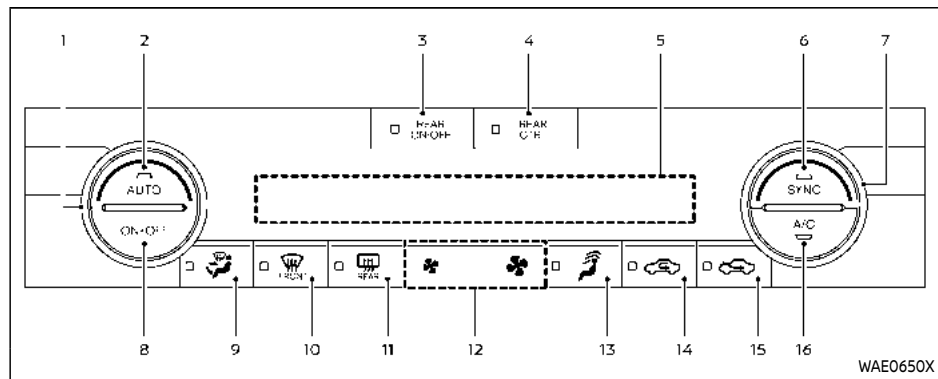 1 2 3 4 5 6 7
REAR ON·OFF
REAR CTR
AUTO
ON·OFF
SYNC
A/C
FRONT
REAR
8 9 10 11 12 13 14 15 16
WAE0650X